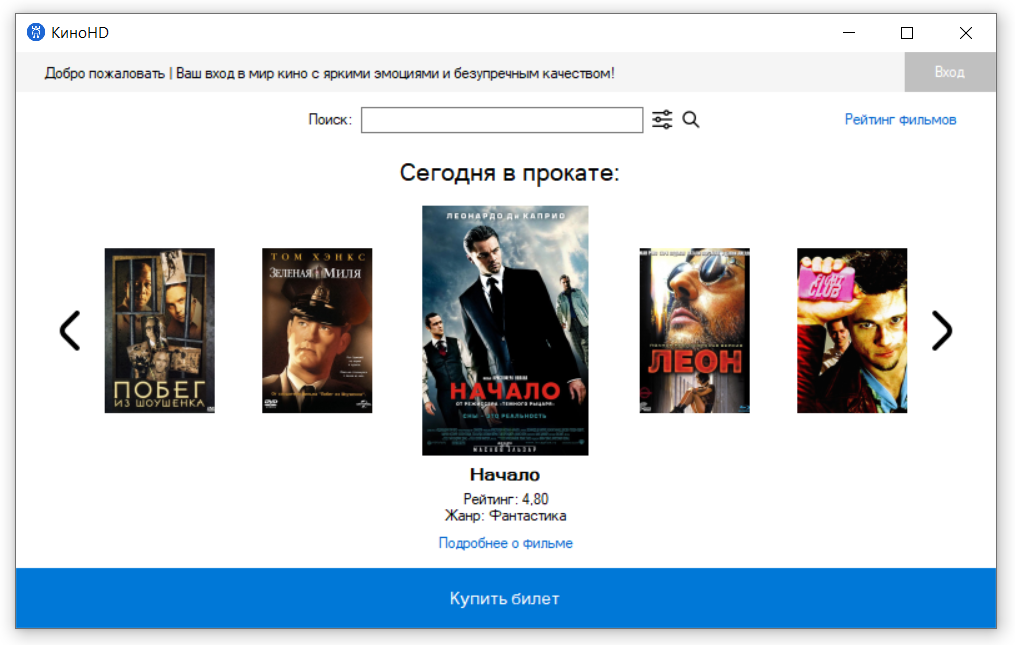 КиноHD
Добро пожаловать | Ваш вход в мир кино с яркими эмоциями и безупречным качеством!
Вход
Поиск:
Рейтинг фильмов
Сегодня в прокате:
ПОБЕГ
ИЗ ШОУШЕНКА
ТОМ ХЭНКС
ЗЕЛЕНАЯ МИЛЯ
ЛЕОНАРДО ДИ КАПРИО
НАЧАЛО
ОТ РЕЖИССЕРА «ТЕМНОГО РЫЦАРЯ»
СНЫ – ЭТО РЕАЛЬНОСТЬ
ЛЕОН
FIGHT
CLUB
Начало
Рейтинг: 4,80
Жанр: Фантастика
Подробнее о фильме
Купить билет